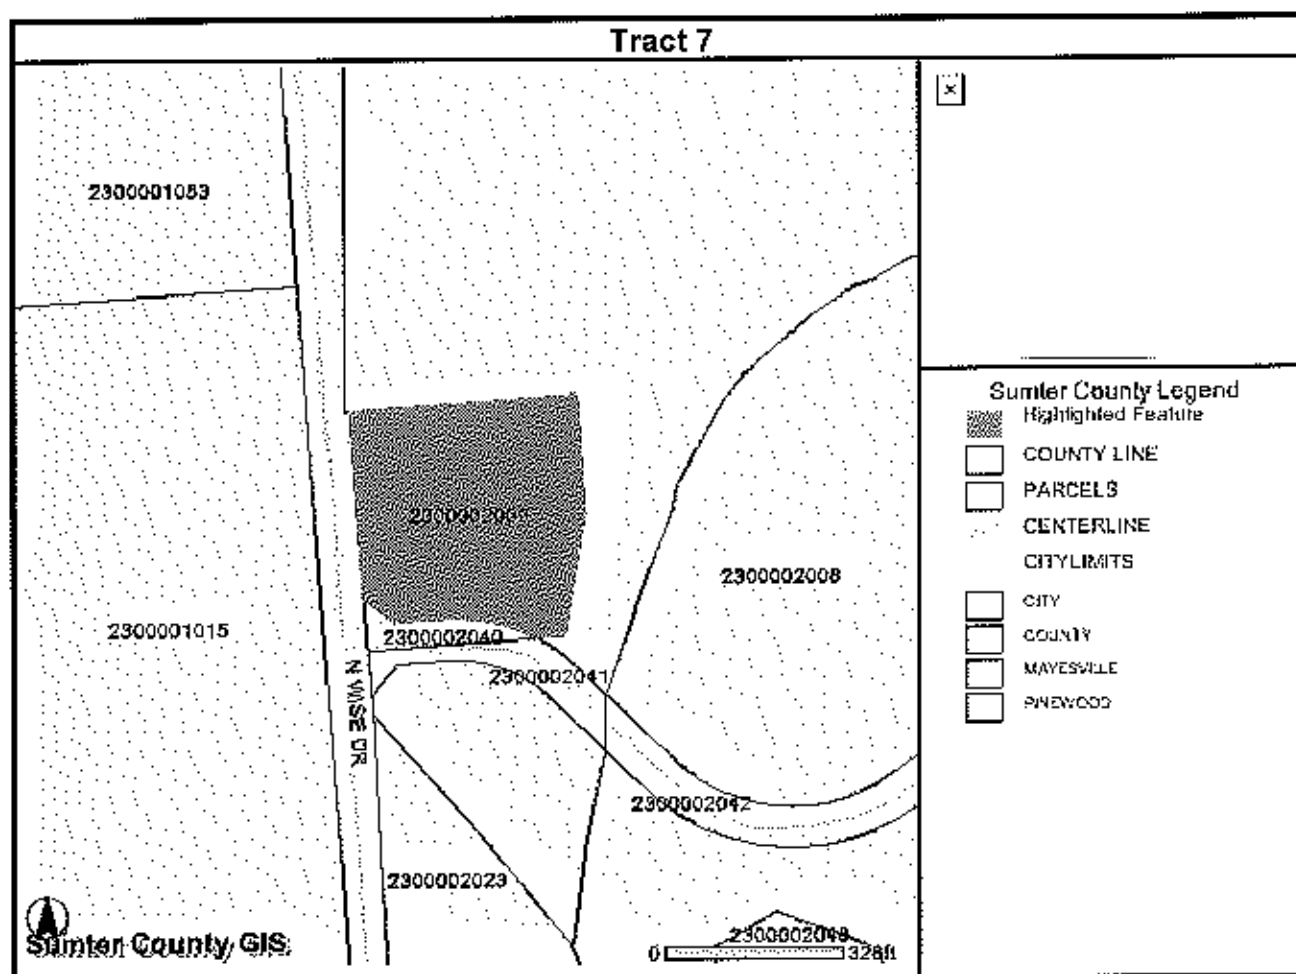 Tract 7
2300001083
2300002008
2300001015
2300002040
2300002041
N WISE DR
2300002042
2300002023
Sumter County GIS
0
328ft
Sumter County Legend
Highlighted Feature
COUNTY LINE
PARCELS
CENTERLINE
CITYLIMITS
CITY
COUNTY
MAYESVILLE
PINEWOOD